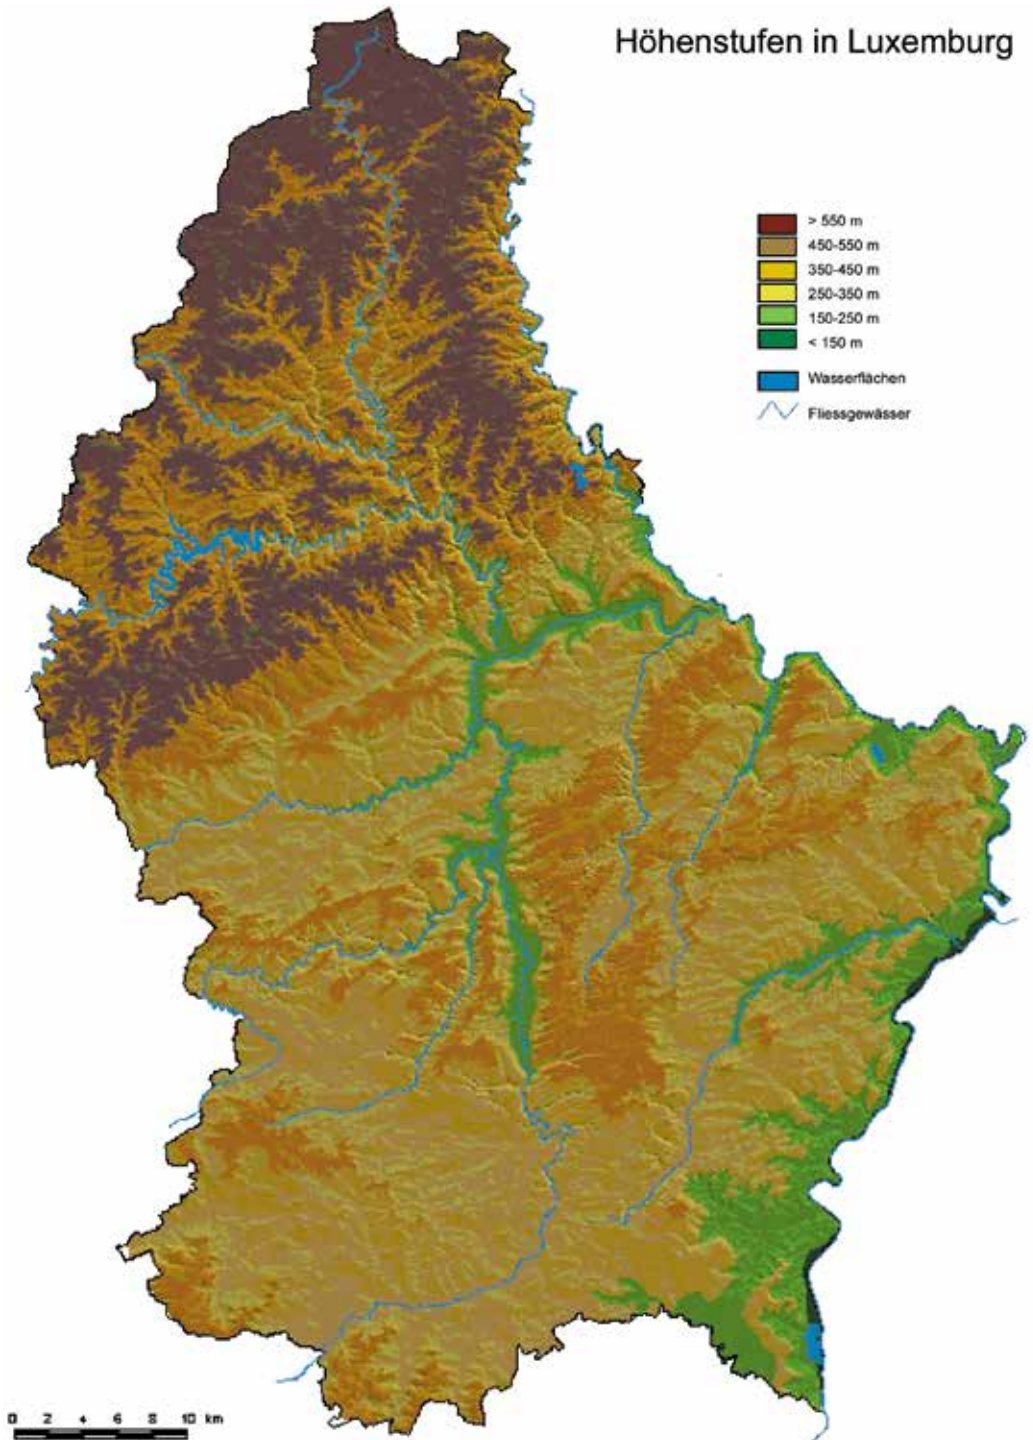 Höhenstufen in Luxemburg
> 550 m
450-550 m
350-450 m
250-350 m
150-250 m
< 150 m
Wasserflächen
Fliessgewässer
0 2 4 6 8 10 km